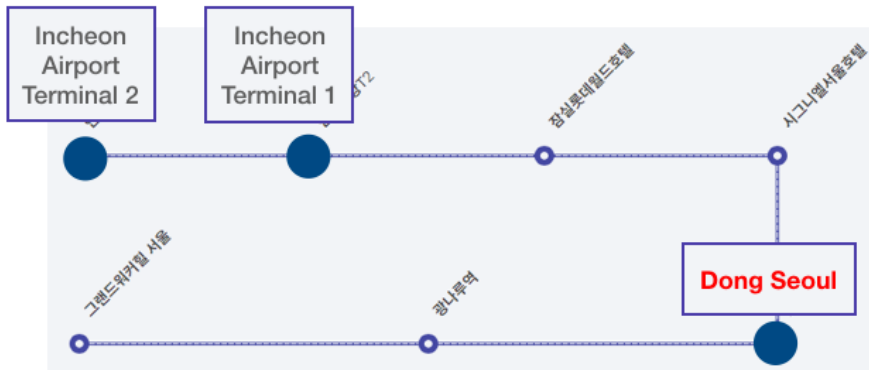 Incheon
Airport
Terminal 2
Incheon
Airport
Terminal 1
잠실롯데월드호텔
시그니엘서울호텔
Dong Seoul
그랜드워커힐 서울
광나루역